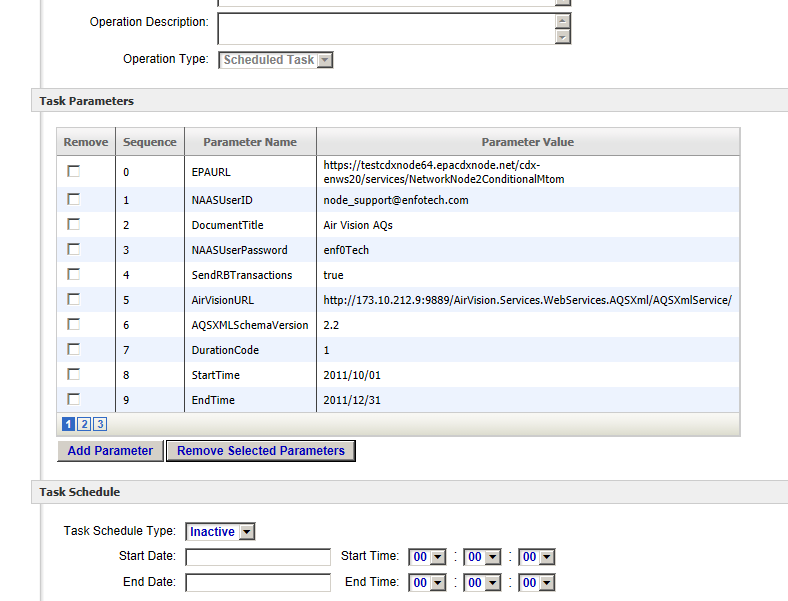 Operation Description:
Operation Type: Scheduled Task
Task Parameters
Remove Sequence Parameter Name Parameter Value
0 EPAURL https://testcdxnode64.epacdxnode.net/cdx-
enws20/services/NetworkNode2ConditionalMtom
1 NAASUserID node_support@enfotech.com
2 DocumentTitle Air Vision AQs
3 NAASUserPassword enf0Tech
4 SendRBTransactions true
5 AirVisionURL http://173.10.212.9:9889/AirVision.Services.WebServices.AQSXml/AQSXmlService/
6 AQSXMLSchemaVersion 2.2
7 DurationCode 1
8 StartTime 2011/10/01
9 EndTime 2011/12/31
1 2 3
Add Parameter Remove Selected Parameters
Task Schedule
Task Schedule Type: Inactive
Start Date: Start Time: 00 : 00 : 00
End Date: End Time: 00 : 00 : 00